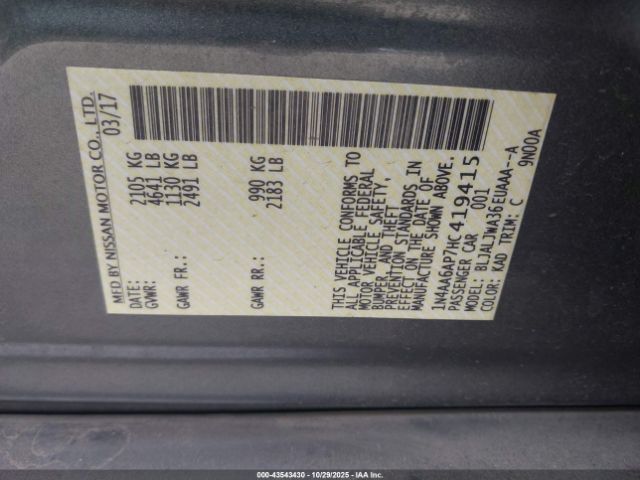 MFD BY NISSAN MOTOR CO., LTD.
DATE: 03/17
GVWR: 2105 KG
4641 LB
GAWR FR: 1130 KG
2491 LB
GAWR RR: 990 KG
2183 LB
THIS VEHICLE CONFORMS TO
ALL APPLICABLE FEDERAL
MOTOR VEHICLE SAFETY,
BUMPER, AND THEFT
PREVENTION STANDARDS IN
EFFECT ON THE DATE OF
MANUFACTURE SHOWN ABOVE.
1N4AA6AP7HC419415
PASSENGER CAR 001
MODEL: BLJALJWA36EUAAA--A
COLOR: KAD TRIM: C 9N00A
000-43543430 - 10/29/2025 - IAA Inc.